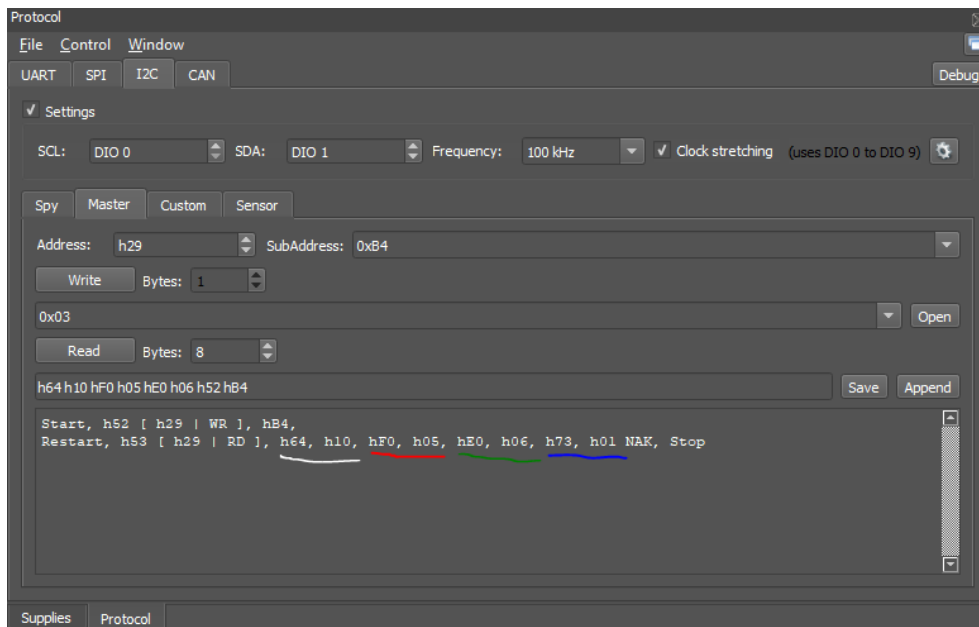 Protocol
File Control Window
UART SPI I2C CAN Debug
Settings
SCL: DIO 0 SDA: DIO 1 Frequency: 100 kHz Clock stretching (uses DIO 0 to DIO 9)
Spy Master Custom Sensor
Address: h29 SubAddress: 0xB4
Write Bytes: 1
0x03 Open
Read Bytes: 8
h64 h10 hF0 h05 hE0 h06 h52 hB4 Save Append
Start, h52 [ h29 | WR ], hB4,
Restart, h53 [ h29 | RD ], h64, h10, hF0, h05, hE0, h06, h73, h01 NAK, Stop
Supplies Protocol